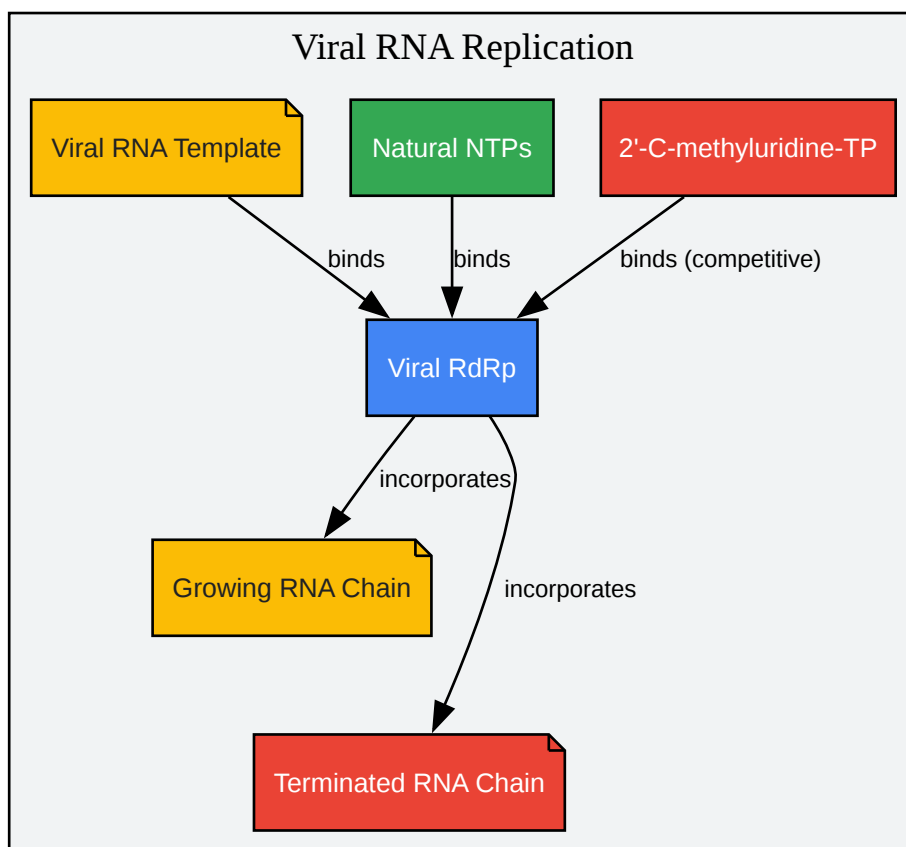 Viral RNA Replication
Viral RNA Template
Natural NTPs
2'-C-methyluridine-TP
binds
binds
binds (competitive)
Viral RdRp
incorporates
Growing RNA Chain
incorporates
Terminated RNA Chain